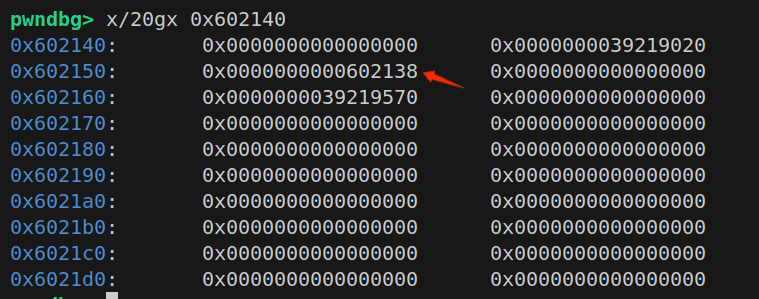 pwndbg> x/20gx 0x602140
0x602140: 0x0000000000000000 0x0000000039219020
0x602150: 0x0000000000602138 0x0000000000000000
0x602160: 0x0000000039219570 0x0000000000000000
0x602170: 0x0000000000000000 0x0000000000000000
0x602180: 0x0000000000000000 0x0000000000000000
0x602190: 0x0000000000000000 0x0000000000000000
0x6021a0: 0x0000000000000000 0x0000000000000000
0x6021b0: 0x0000000000000000 0x0000000000000000
0x6021c0: 0x0000000000000000 0x0000000000000000
0x6021d0: 0x0000000000000000 0x0000000000000000